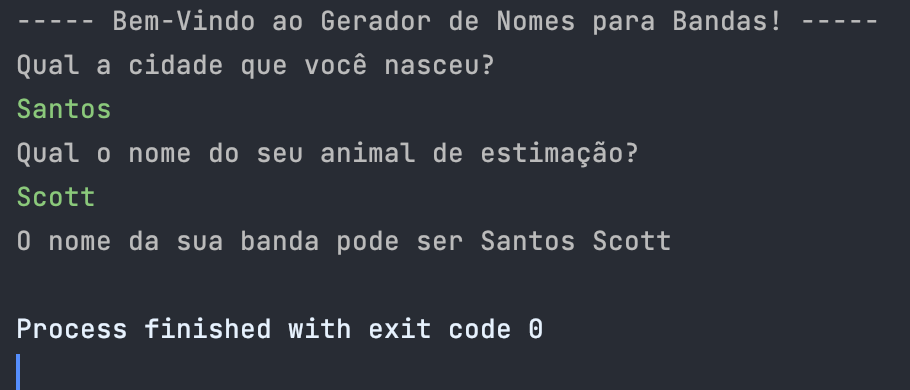 ----- Bem-Vindo ao Gerador de Nomes para Bandas! -----
Qual a cidade que você nasceu?
Santos
Qual o nome do seu animal de estimação?
Scott
O nome da sua banda pode ser Santos Scott
Process finished with exit code 0